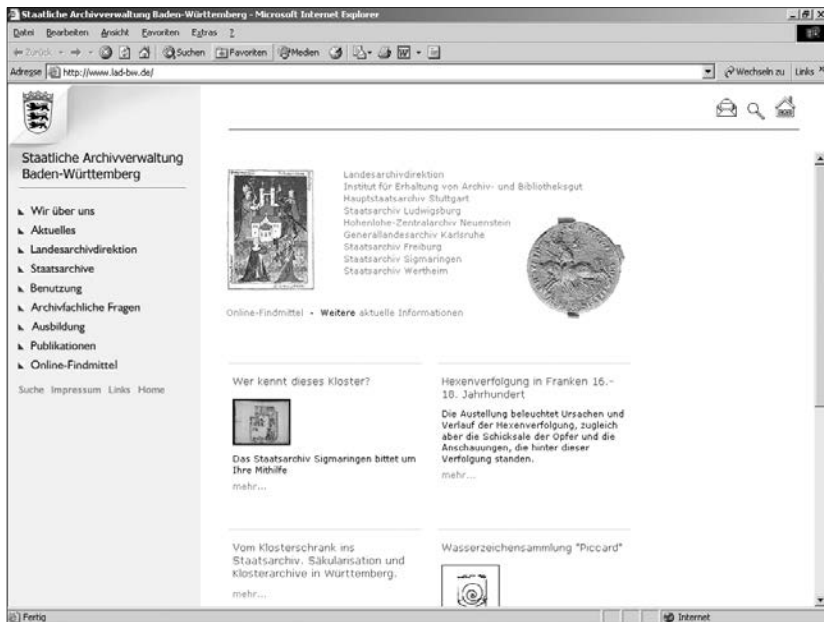 Staatliche Archivverwaltung Baden-Württemberg - Microsoft Internet Explorer
Datei Bearbeiten Ansicht Favoriten Extras ?
Zurück Suchen Favoriten Medien
Adresse http://www.lad-bw.de/ Wechseln zu Links
Staatliche Archivverwaltung
Baden-Württemberg
Wir über uns
Aktuelles
Landesarchivdirektion
Staatsarchive
Benutzung
Archivfachliche Fragen
Ausbildung
Publikationen
Online-Findmittel
Suche Impressum Links Home
Landesarchivdirektion
Institut für Erhaltung von Archiv- und Bibliotheksgut
Hauptstaatsarchiv Stuttgart
Staatsarchiv Ludwigsburg
Hohenlohe-Zentralarchiv Neuenstein
Generallandesarchiv Karlsruhe
Staatsarchiv Freiburg
Staatsarchiv Sigmaringen
Staatsarchiv Wertheim
Online-Findmittel - Weitere aktuelle Informationen
Wer kennt dieses Kloster?
Das Staatsarchiv Sigmaringen bittet um
Ihre Mithilfe
mehr...
Hexenverfolgung in Franken 16.-
18. Jahrhundert
Die Austellung beleuchtet Ursachen und
Verlauf der Hexenverfolgung, zugleich
aber die Schicksale der Opfer und die
Anschauungen, die hinter dieser
Verfolgung standen.
mehr...
Vom Klosterschrank ins
Staatsarchiv. Säkularisation und
Klosterarchive in Württemberg.
mehr...
Wasserzeichensammlung "Piccard"
Fertig Internet